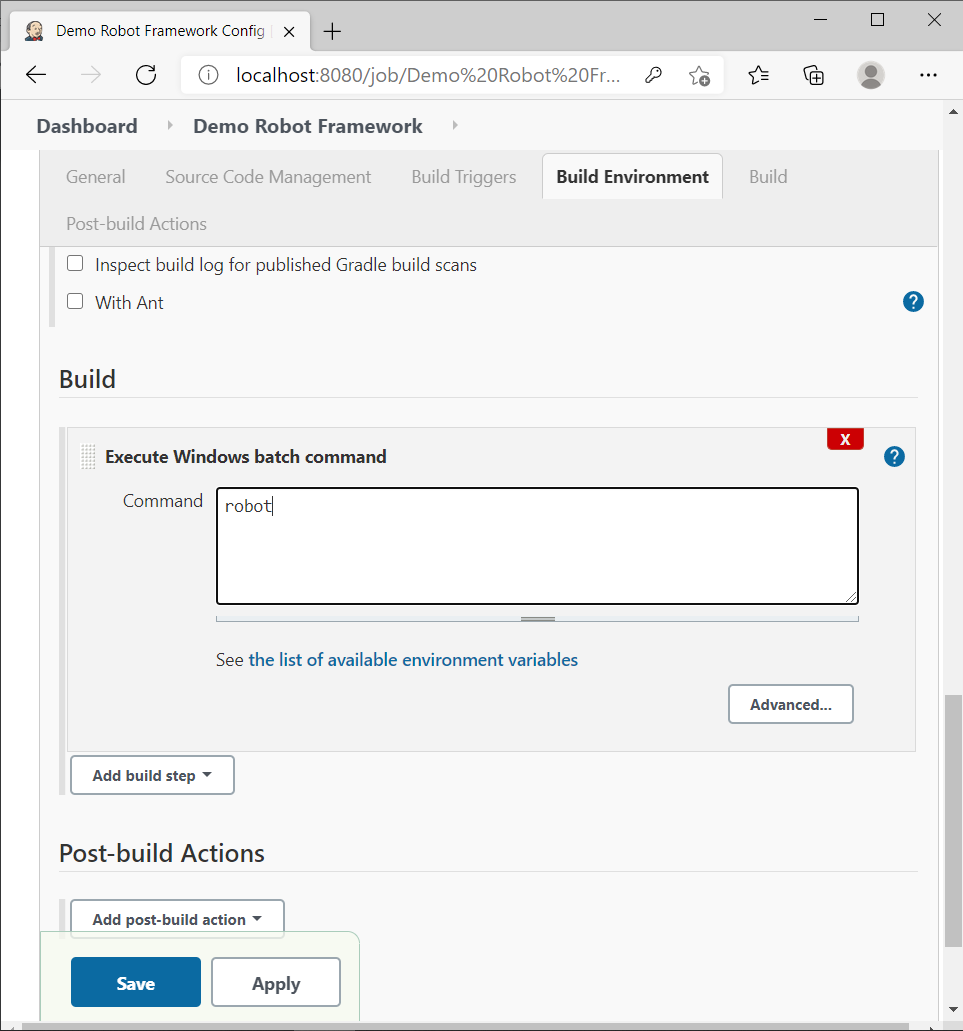 Demo Robot Framework Config
localhost:8080/job/Demo%20Robot%20Fr...
Dashboard Demo Robot Framework
General Source Code Management Build Triggers Build Environment Build
Post-build Actions
Inspect build log for published Gradle build scans
With Ant
?
Build
X
Execute Windows batch command
?
Command robot
See the list of available environment variables
Advanced...
Add build step
Post-build Actions
Add post-build action
Save Apply